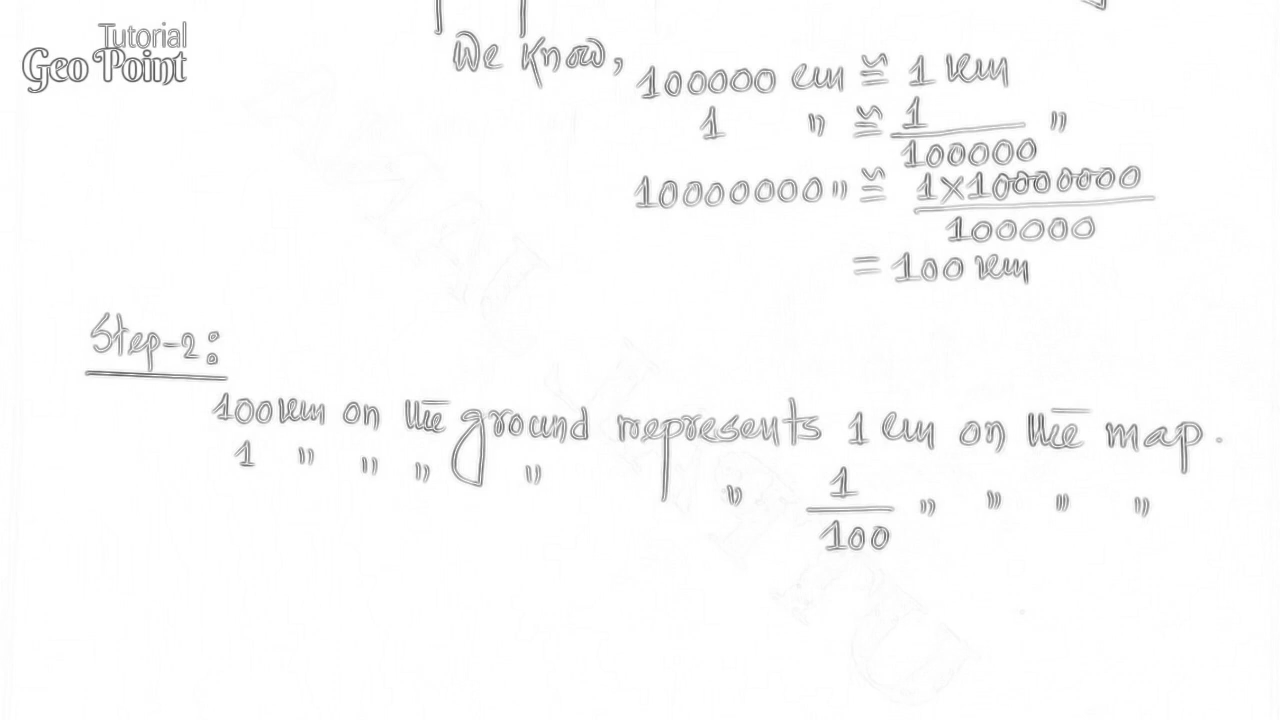 Tutorial
Geo Point
We know,
100000 cm ≅ 1 km
1 " ≅ 1/100000 "
10000000 " ≅ 1×10000000/100000
= 100 km
Step-2:
100 km on the ground represents 1 cm on the map.
1 " " " " " 1/100 " " " "